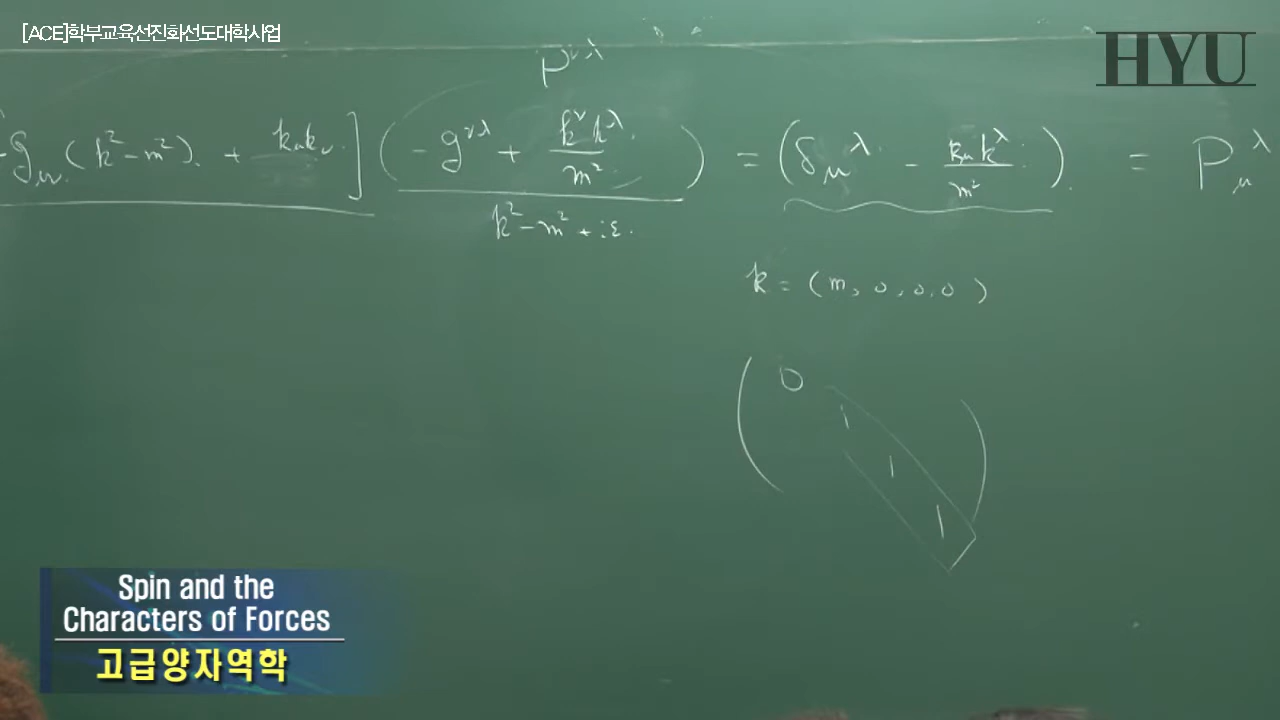 [ACE]학부교육선진화선도대학사업
HYU
P^{νλ}
-g_{μν}(k²-m²) + k_μk_ν] (-g^{νλ} + k^νk^λ/m²)/(k²-m²+iε) = (δ_μ^λ - k_μk^λ/m²) = P_μ^λ
k = (m, 0, 0, 0)
0
1
1
1
Spin and the
Characters of Forces
고급양자역학